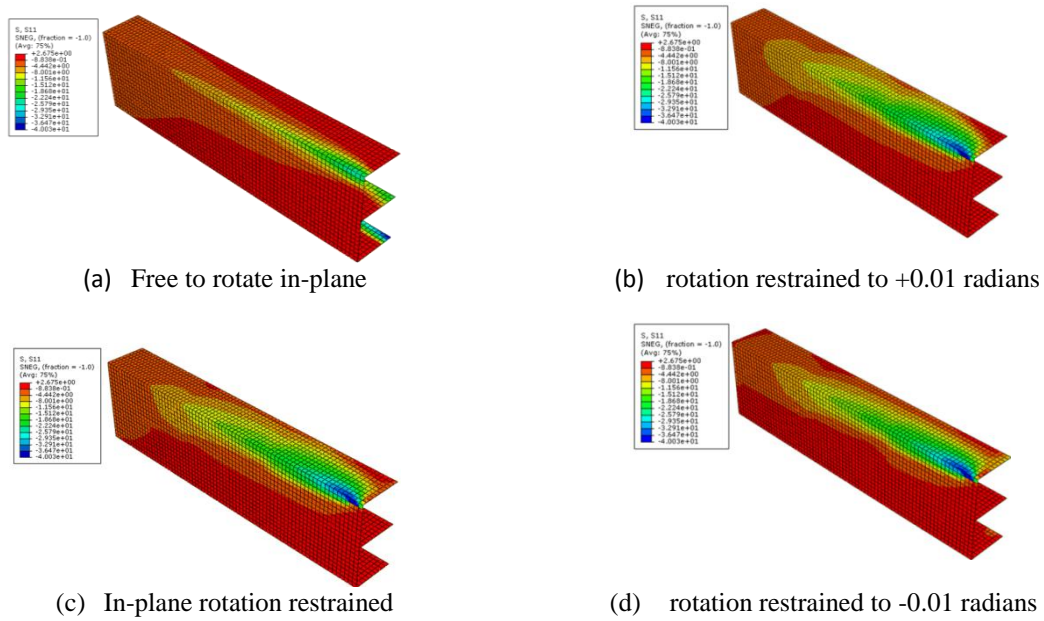 S, S11
SNEG, (fraction = -1.0)
(Avg: 75%)
+2.675e+00
-8.838e-01
-4.442e+00
-8.001e+00
-1.156e+01
-1.512e+01
-1.868e+01
-2.224e+01
-2.579e+01
-2.935e+01
-3.291e+01
-3.647e+01
-4.003e+01
(a) Free to rotate in-plane
S, S11
SNEG, (fraction = -1.0)
(Avg: 75%)
+2.675e+00
-8.838e-01
-4.442e+00
-8.001e+00
-1.156e+01
-1.512e+01
-1.868e+01
-2.224e+01
-2.579e+01
-2.935e+01
-3.291e+01
-3.647e+01
-4.003e+01
(b) rotation restrained to +0.01 radians
S, S11
SNEG, (fraction = -1.0)
(Avg: 75%)
+2.675e+00
-8.838e-01
-4.442e+00
-8.001e+00
-1.156e+01
-1.512e+01
-1.868e+01
-2.224e+01
-2.579e+01
-2.935e+01
-3.291e+01
-3.647e+01
-4.003e+01
(c) In-plane rotation restrained
S, S11
SNEG, (fraction = -1.0)
(Avg: 75%)
+2.675e+00
-8.838e-01
-4.442e+00
-8.001e+00
-1.156e+01
-1.512e+01
-1.868e+01
-2.224e+01
-2.579e+01
-2.935e+01
-3.291e+01
-3.647e+01
-4.003e+01
(d) rotation restrained to -0.01 radians